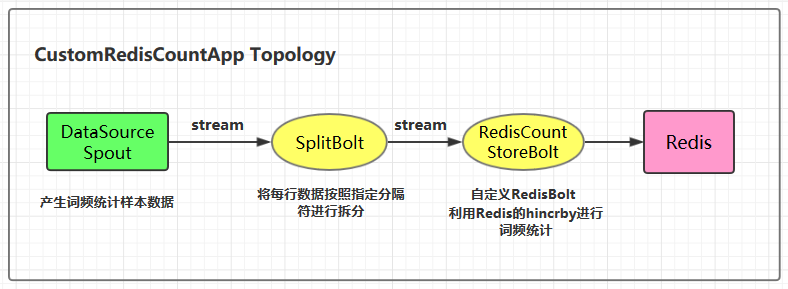 CustomRedisCountApp Topology
DataSource
Spout
stream
SplitBolt
stream
RedisCount
StoreBolt
Redis
产生词频统计样本数据
将每行数据按照指定分隔
符进行拆分
自定义RedisBolt
利用Redis的hincrby进行
词频统计